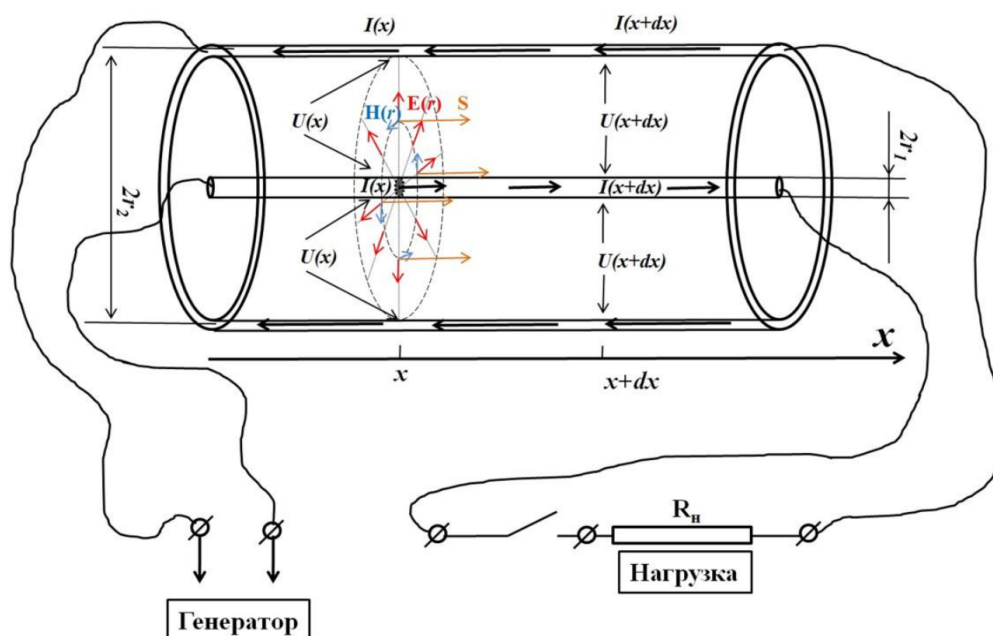 I(x) I(x+dx)
H(r) E(r) S
U(x) U(x+dx)
2r₂ I(x) I(x+dx) 2r₁
U(x) U(x+dx)
x
x x+dx
Rн
Нагрузка
Генератор